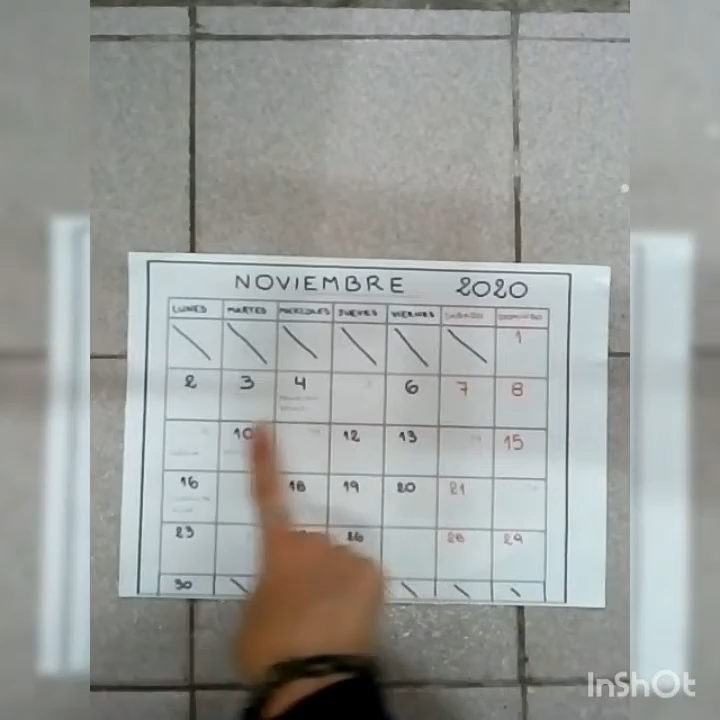 NOVIEMBRE 2020
LUNES MARTES MIERCOLES JUEVES VIERNES SABADO DOMINGO
1
2 3 4 6 7 8
10 12 13 15
16 18 19 20 21
23 26 28 29
30
InShOt